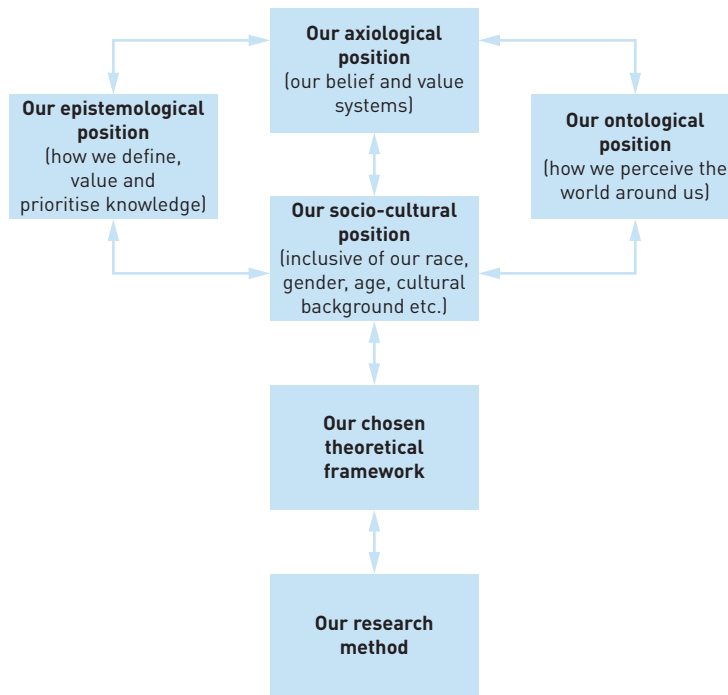 Our axiological
position
(our belief and value
systems)
Our epistemological
position
(how we define,
value and
prioritise knowledge)
Our ontological
position
(how we perceive the
world around us)
Our socio-cultural
position
(inclusive of our race,
gender, age, cultural
background etc.)
Our chosen
theoretical
framework
Our research
method